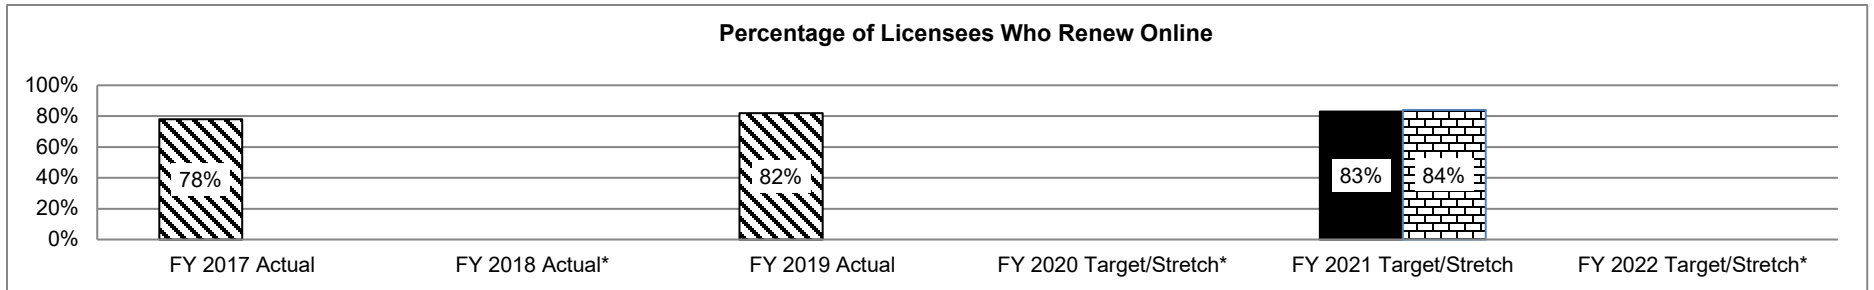 Percentage of Licensees Who Renew Online
100%
80%
60%
40%
20%
0%
78%
82%
83%
84%
FY 2017 Actual
FY 2018 Actual*
FY 2019 Actual
FY 2020 Target/Stretch*
FY 2021 Target/Stretch
FY 2022 Target/Stretch*